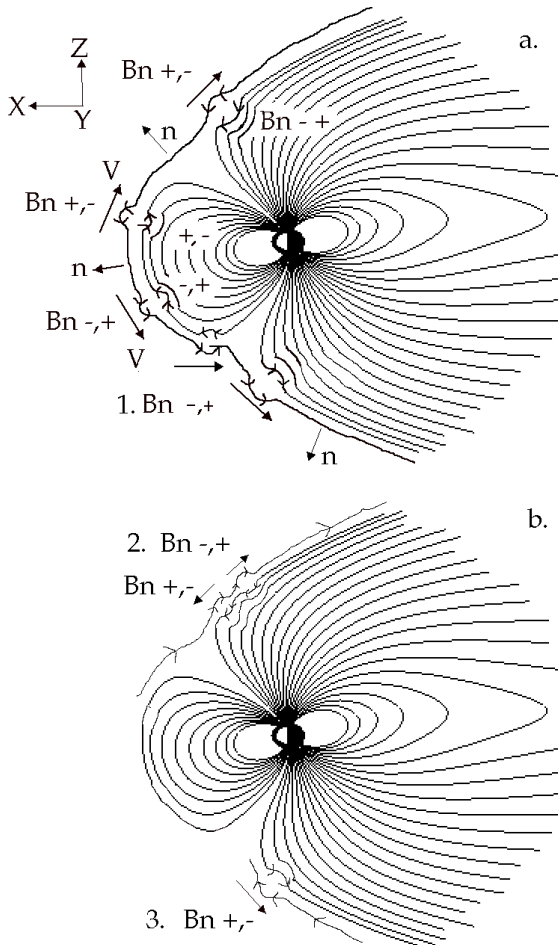 a.
Z
X
Y
Bn +,-
Bn - +
n
V
Bn +,-
+,-
n
-,+
Bn -,+
V
1. Bn -,+
n
b.
2. Bn -,+
Bn +,-
3. Bn +,-